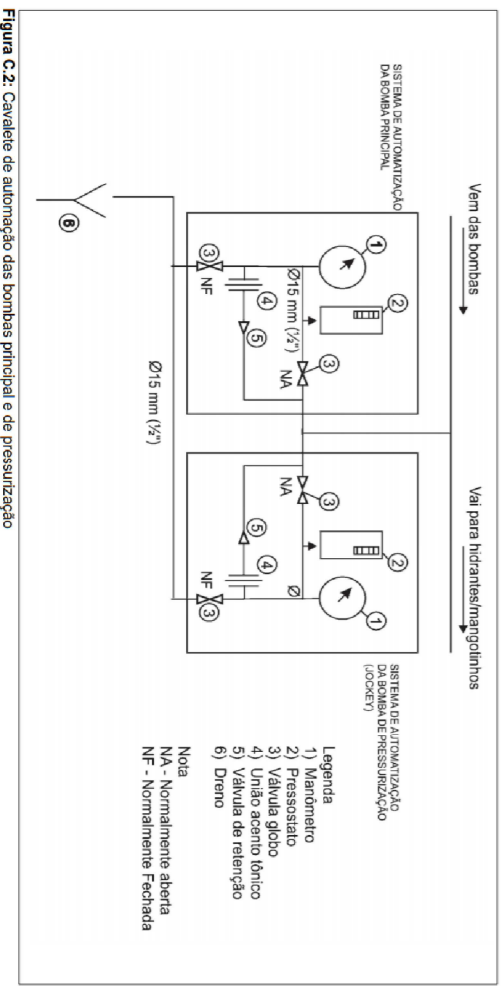 Vem das bombas
Vai para hidrantes/mangotinhos
SISTEMA DE AUTOMATIZAÇÃO
DA BOMBA PRINCIPAL
SISTEMA DE AUTOMATIZAÇÃO
DA BOMBA DE PRESSURIZAÇÃO
(JOCKEY)
1
2
3
NA
Ø15 mm (½")
4
5
3
NF
3
NA
2
1
Ø
5
4
NF
3
Ø15 mm (½")
6
Legenda
1) Manômetro
2) Pressostato
3) Válvula globo
4) União acento tônico
5) Válvula de retenção
6) Dreno
Nota
NA - Normalmente aberta
NF - Normalmente Fechada
Figura C.2: Cavalete de automação das bombas principal e de pressurização